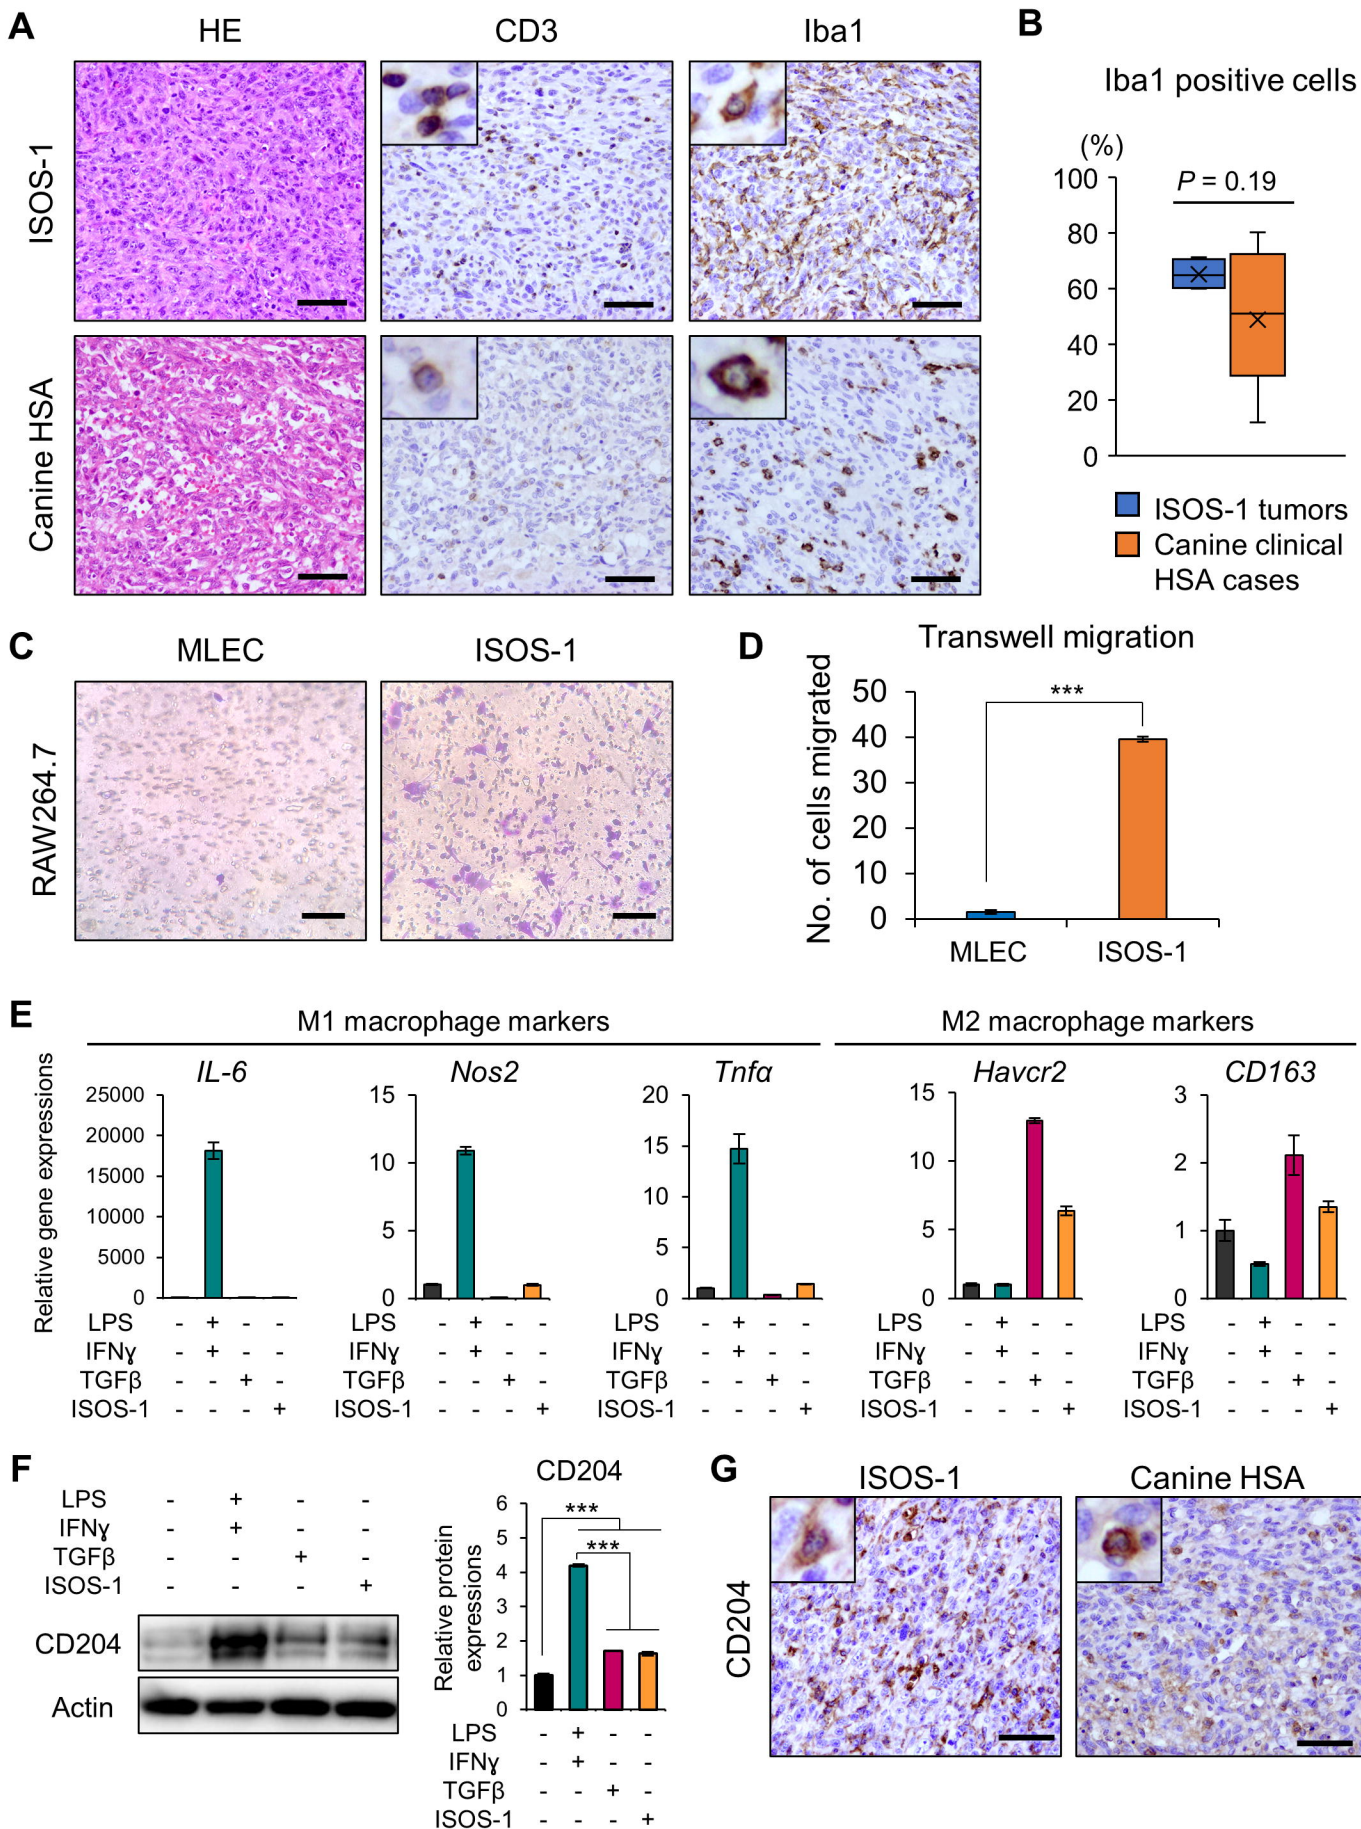 A
HE
CD3
Iba1
ISOS-1
Canine HSA
B
Iba1 positive cells
(%)
100
80
60
40
20
0
P = 0.19
ISOS-1 tumors
Canine clinical
HSA cases
C
MLEC
ISOS-1
RAW264.7
D
Transwell migration
No. of cells migrated
50
40
30
20
10
0
***
MLEC
ISOS-1
E
M1 macrophage markers
M2 macrophage markers
Relative gene expressions
IL-6
Nos2
Tnfα
Havcr2
CD163
25000
20000
15000
10000
5000
0
15
10
5
0
20
15
10
5
0
15
10
5
0
3
2
1
0
LPS - + - - LPS - + - - LPS - + - - LPS - + - - LPS - + - -
IFNɣ - + - - IFNɣ - + - - IFNɣ - + - - IFNɣ - + - - IFNɣ - + - -
TGFβ - - + - TGFβ - - + - TGFβ - - + - TGFβ - - + - TGFβ - - + -
ISOS-1 - - - + ISOS-1 - - - + ISOS-1 - - - + ISOS-1 - - - + ISOS-1 - - - +
F
LPS - + - -
IFNɣ - + - -
TGFβ - - + -
ISOS-1 - - - +
CD204
Actin
CD204
Relative protein
expressions
6
5
4
3
2
1
0
***
***
LPS - + - -
IFNɣ - + - -
TGFβ - - + -
ISOS-1 - - - +
G
ISOS-1
Canine HSA
CD204